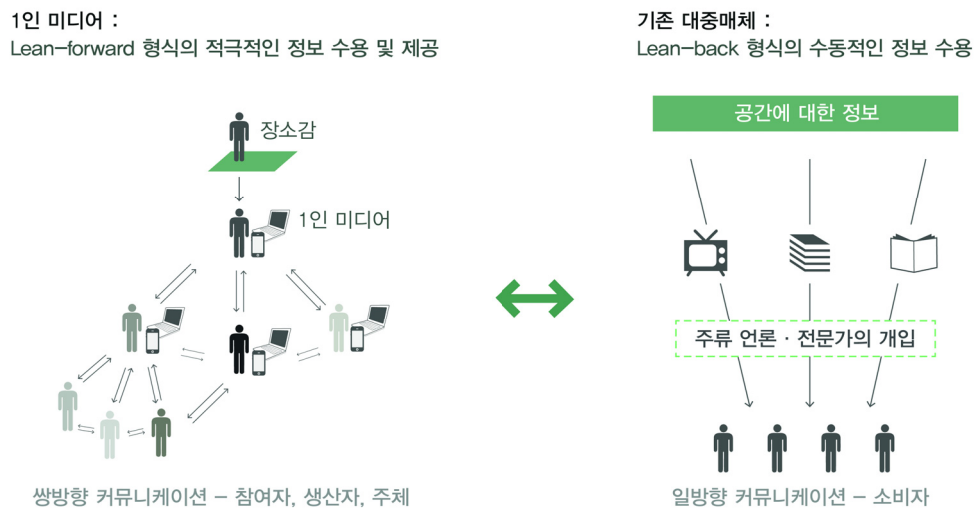 1인 미디어 :
Lean-forward 형식의 적극적인 정보 수용 및 제공
장소감
1인 미디어
쌍방향 커뮤니케이션 – 참여자, 생산자, 주체
기존 대중매체 :
Lean-back 형식의 수동적인 정보 수용
공간에 대한 정보
주류 언론 · 전문가의 개입
일방향 커뮤니케이션 – 소비자